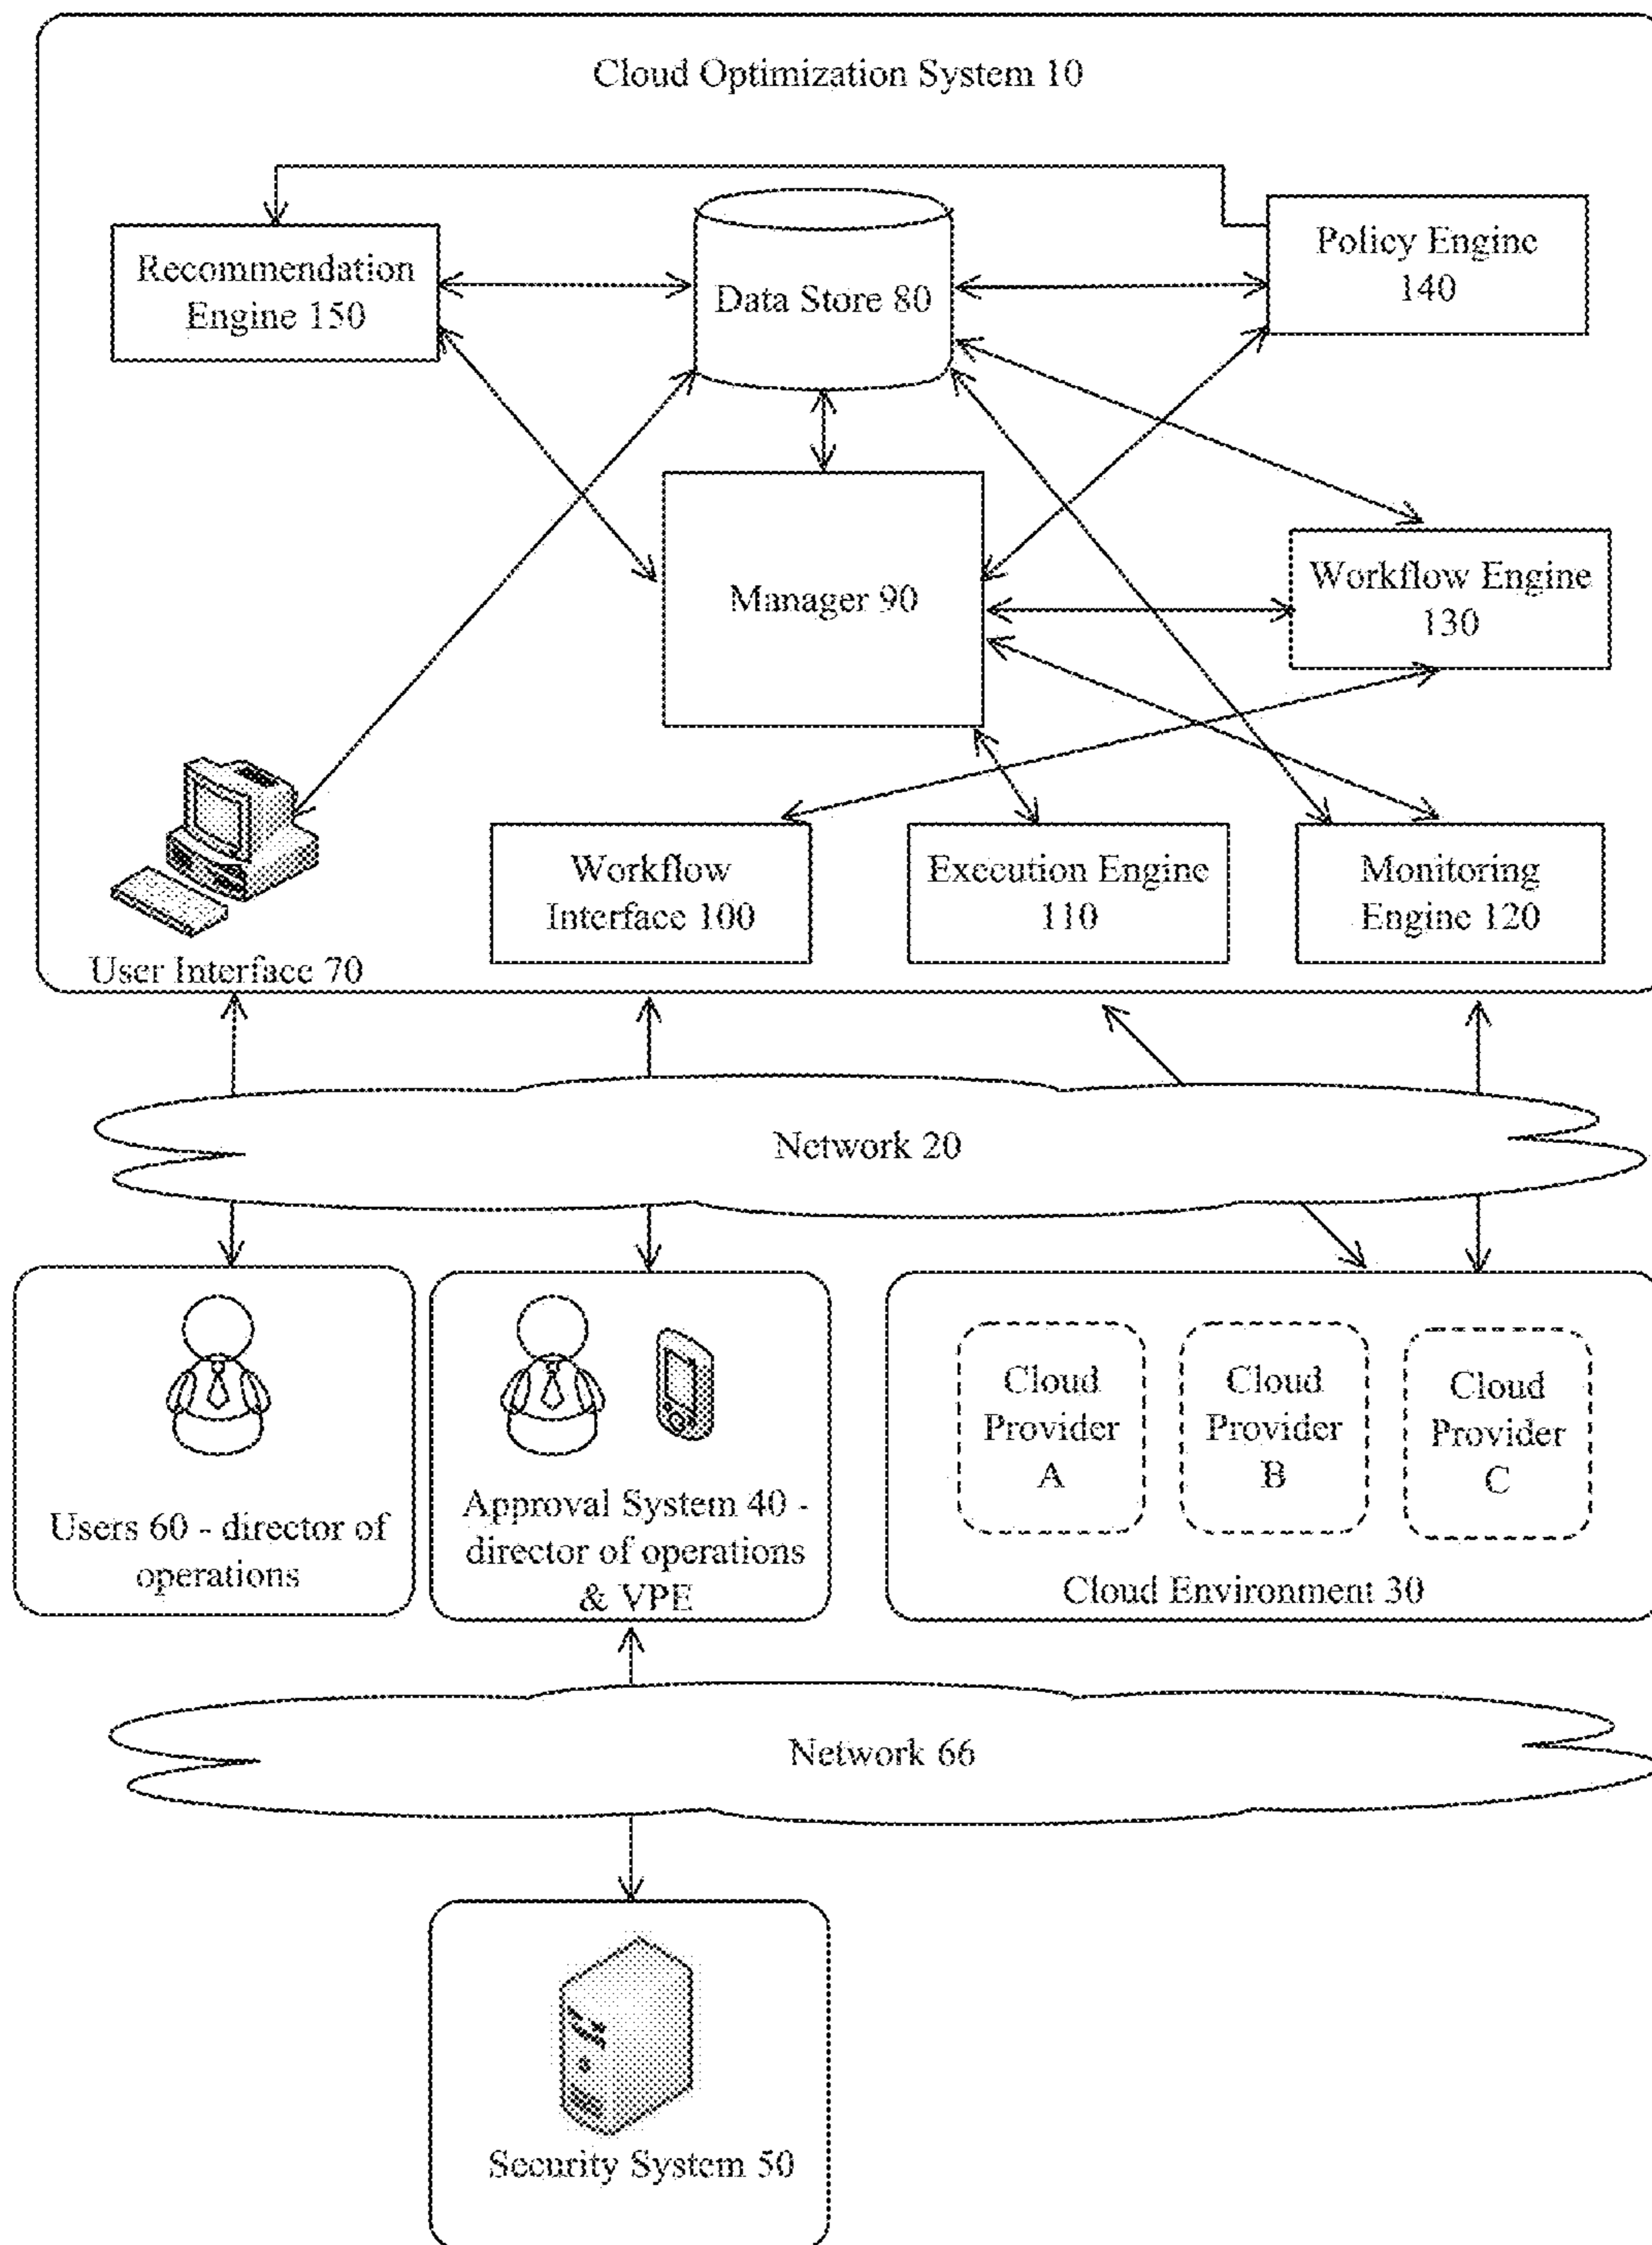 Cloud Optimization System 10
Recommendation
Engine 150
Data Store 80
Policy Engine
140
Manager 90
Workflow Engine
130
Workflow
Interface 100
Execution Engine
110
Monitoring
Engine 120
User Interface 70
Network 20
Users 60 - director of
operations
Approval System 40 -
director of operations
& VPE
Cloud
Provider
A
Cloud
Provider
B
Cloud
Provider
C
Cloud Environment 30
Network 66
Security System 50